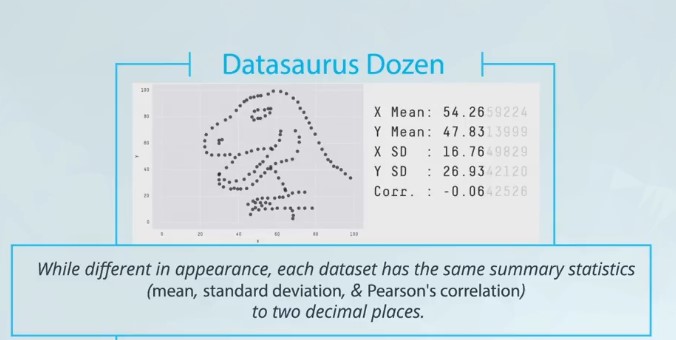 Datasaurus Dozen
X Mean: 54.2659224
Y Mean: 47.8313999
X SD : 16.7649829
Y SD : 26.9342120
Corr. : -0.0642526
100
80
60
40
20
0
Y
0 20 40 60 80 100
X
While different in appearance, each dataset has the same summary statistics
(mean, standard deviation, & Pearson's correlation)
to two decimal places.